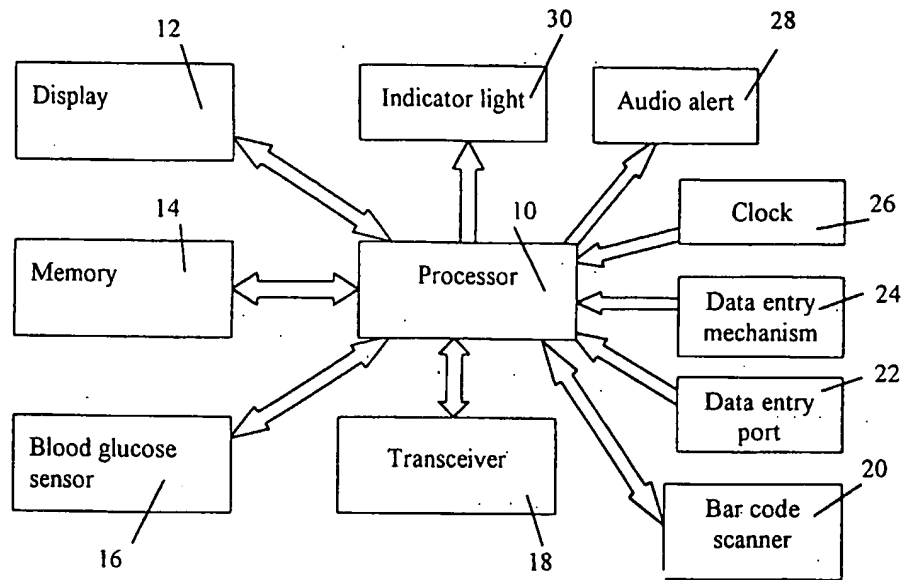 30
28
12
Display
Indicator light
Audio alert
14
10
Clock
26
Memory
Processor
Data entry
mechanism
24
22
Data entry
port
Blood glucose
sensor
Transceiver
20
Bar code
scanner
16
18